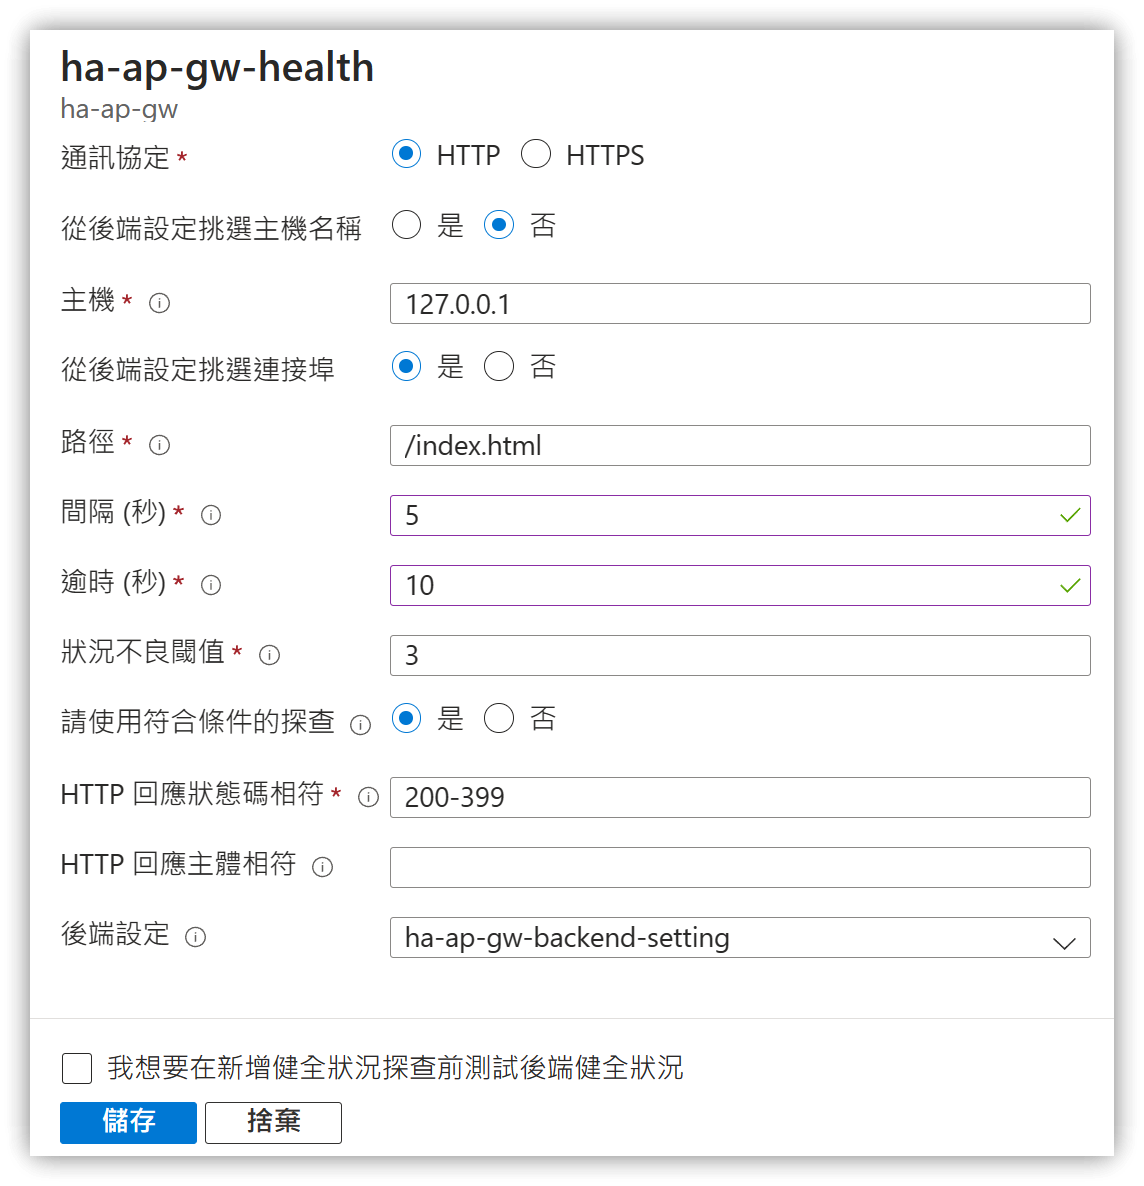 ha-ap-gw-health
ha-ap-gw
通訊協定 * HTTP HTTPS
從後端設定挑選主機名稱 是 否
主機 * 127.0.0.1
從後端設定挑選連接埠 是 否
路徑 * /index.html
間隔 (秒) * 5
逾時 (秒) * 10
狀況不良閾值 * 3
請使用符合條件的探查 是 否
HTTP 回應狀態碼相符 * 200-399
HTTP 回應主體相符
後端設定 ha-ap-gw-backend-setting
我想要在新增健全狀況探查前測試後端健全狀況
儲存 捨棄